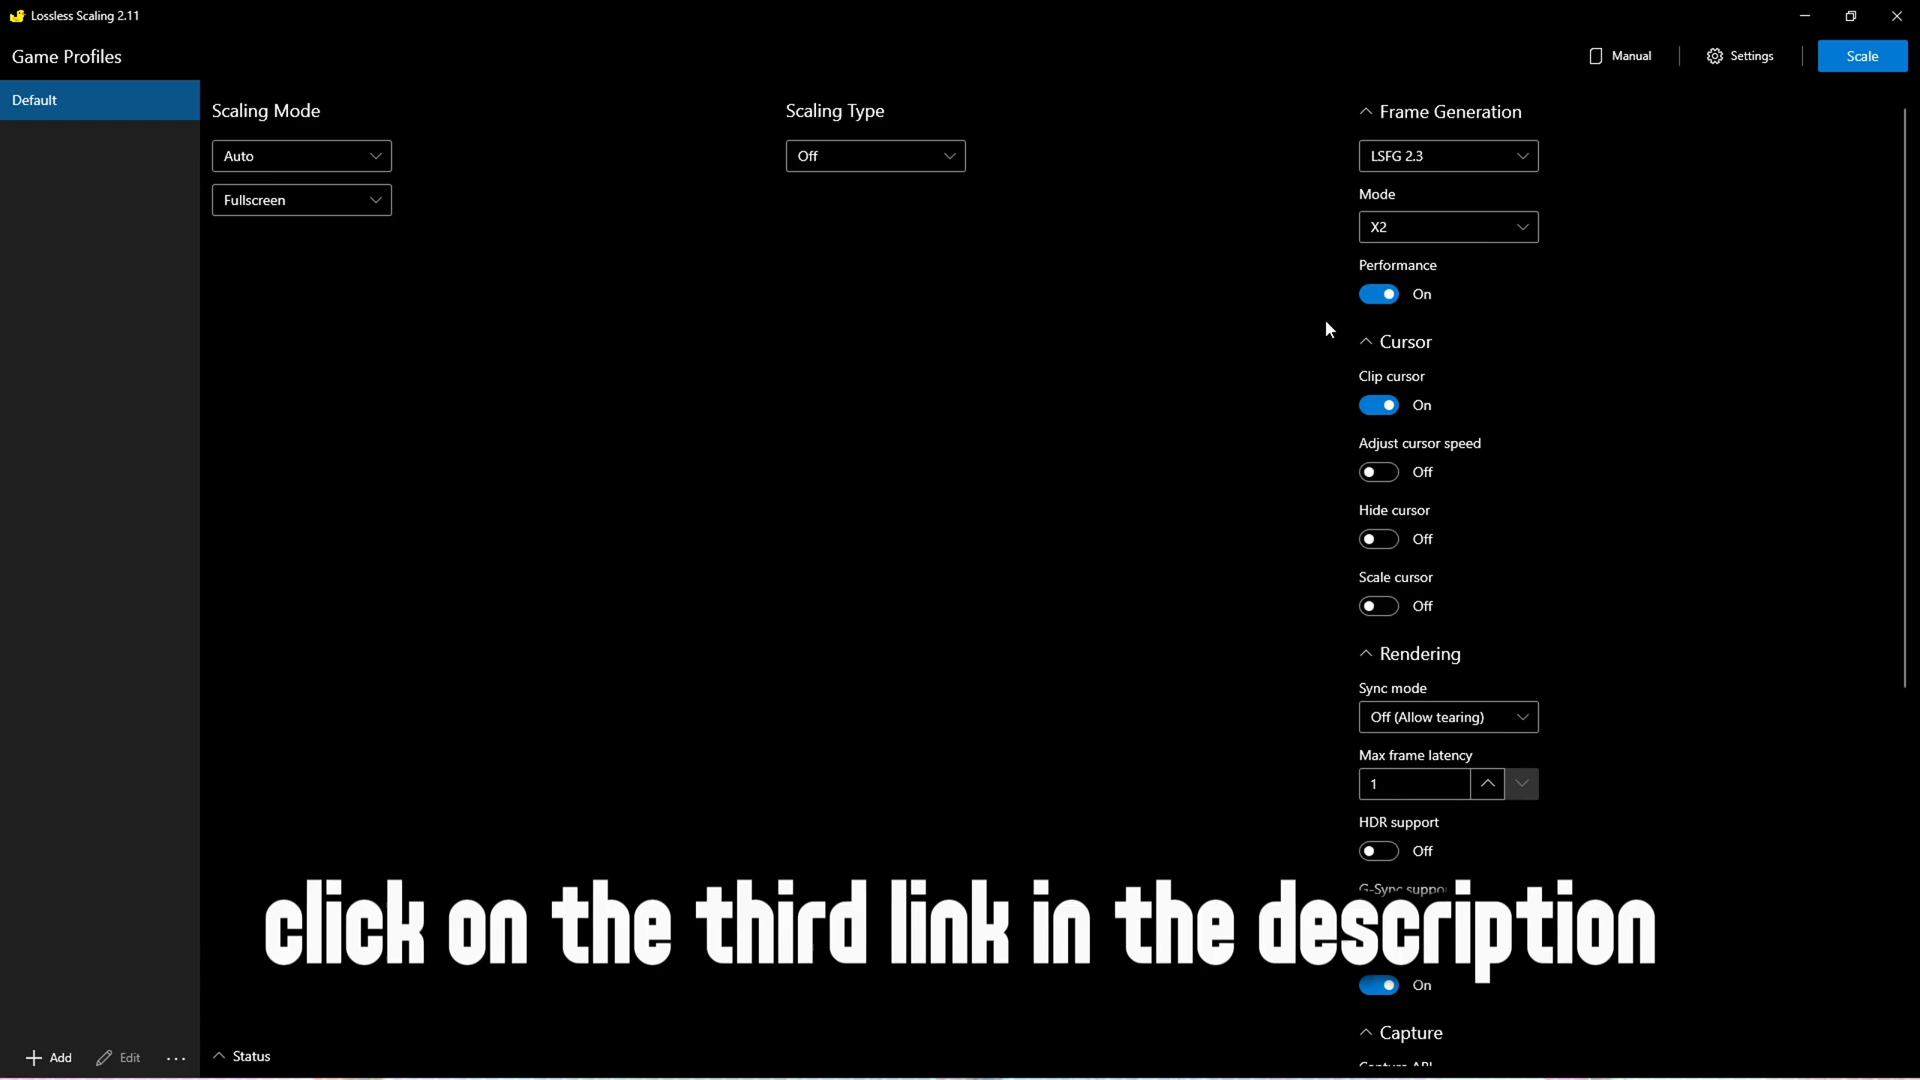 Lossless Scaling 2.11
Game Profiles
Manual
Settings
Scale
Default
Scaling Mode
Auto
Fullscreen
Scaling Type
Off
Frame Generation
LSFG 2.3
Mode
X2
Performance
On
Cursor
Clip cursor
On
Adjust cursor speed
Off
Hide cursor
Off
Scale cursor
Off
Rendering
Sync mode
Off (Allow tearing)
Max frame latency
1
HDR support
Off
G-Sync
click on the third link in the description
On
Capture
Add
Edit
Status